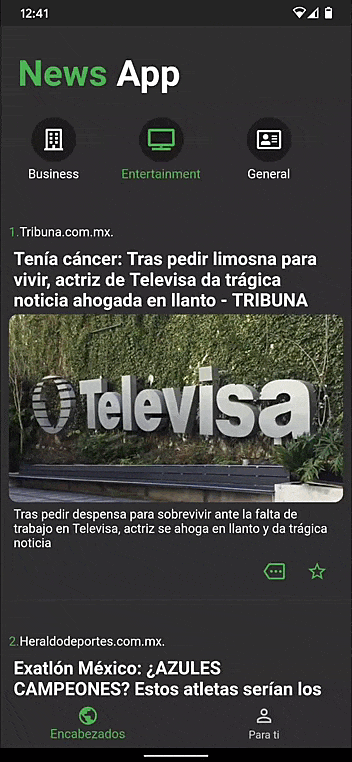 12:41
News App
Business
Entertainment
General
1.Tribuna.com.mx.
Tenía cáncer: Tras pedir limosna para
vivir, actriz de Televisa da trágica
noticia ahogada en llanto - TRIBUNA
Televisa
Tras pedir despensa para sobrevivir ante la falta de
trabajo en Televisa, actriz se ahoga en llanto y da trágica
noticia
2.Heraldodeportes.com.mx.
Exatlón México: ¿AZULES
CAMPEONES? Estos atletas serían los
Encabezados
Para ti